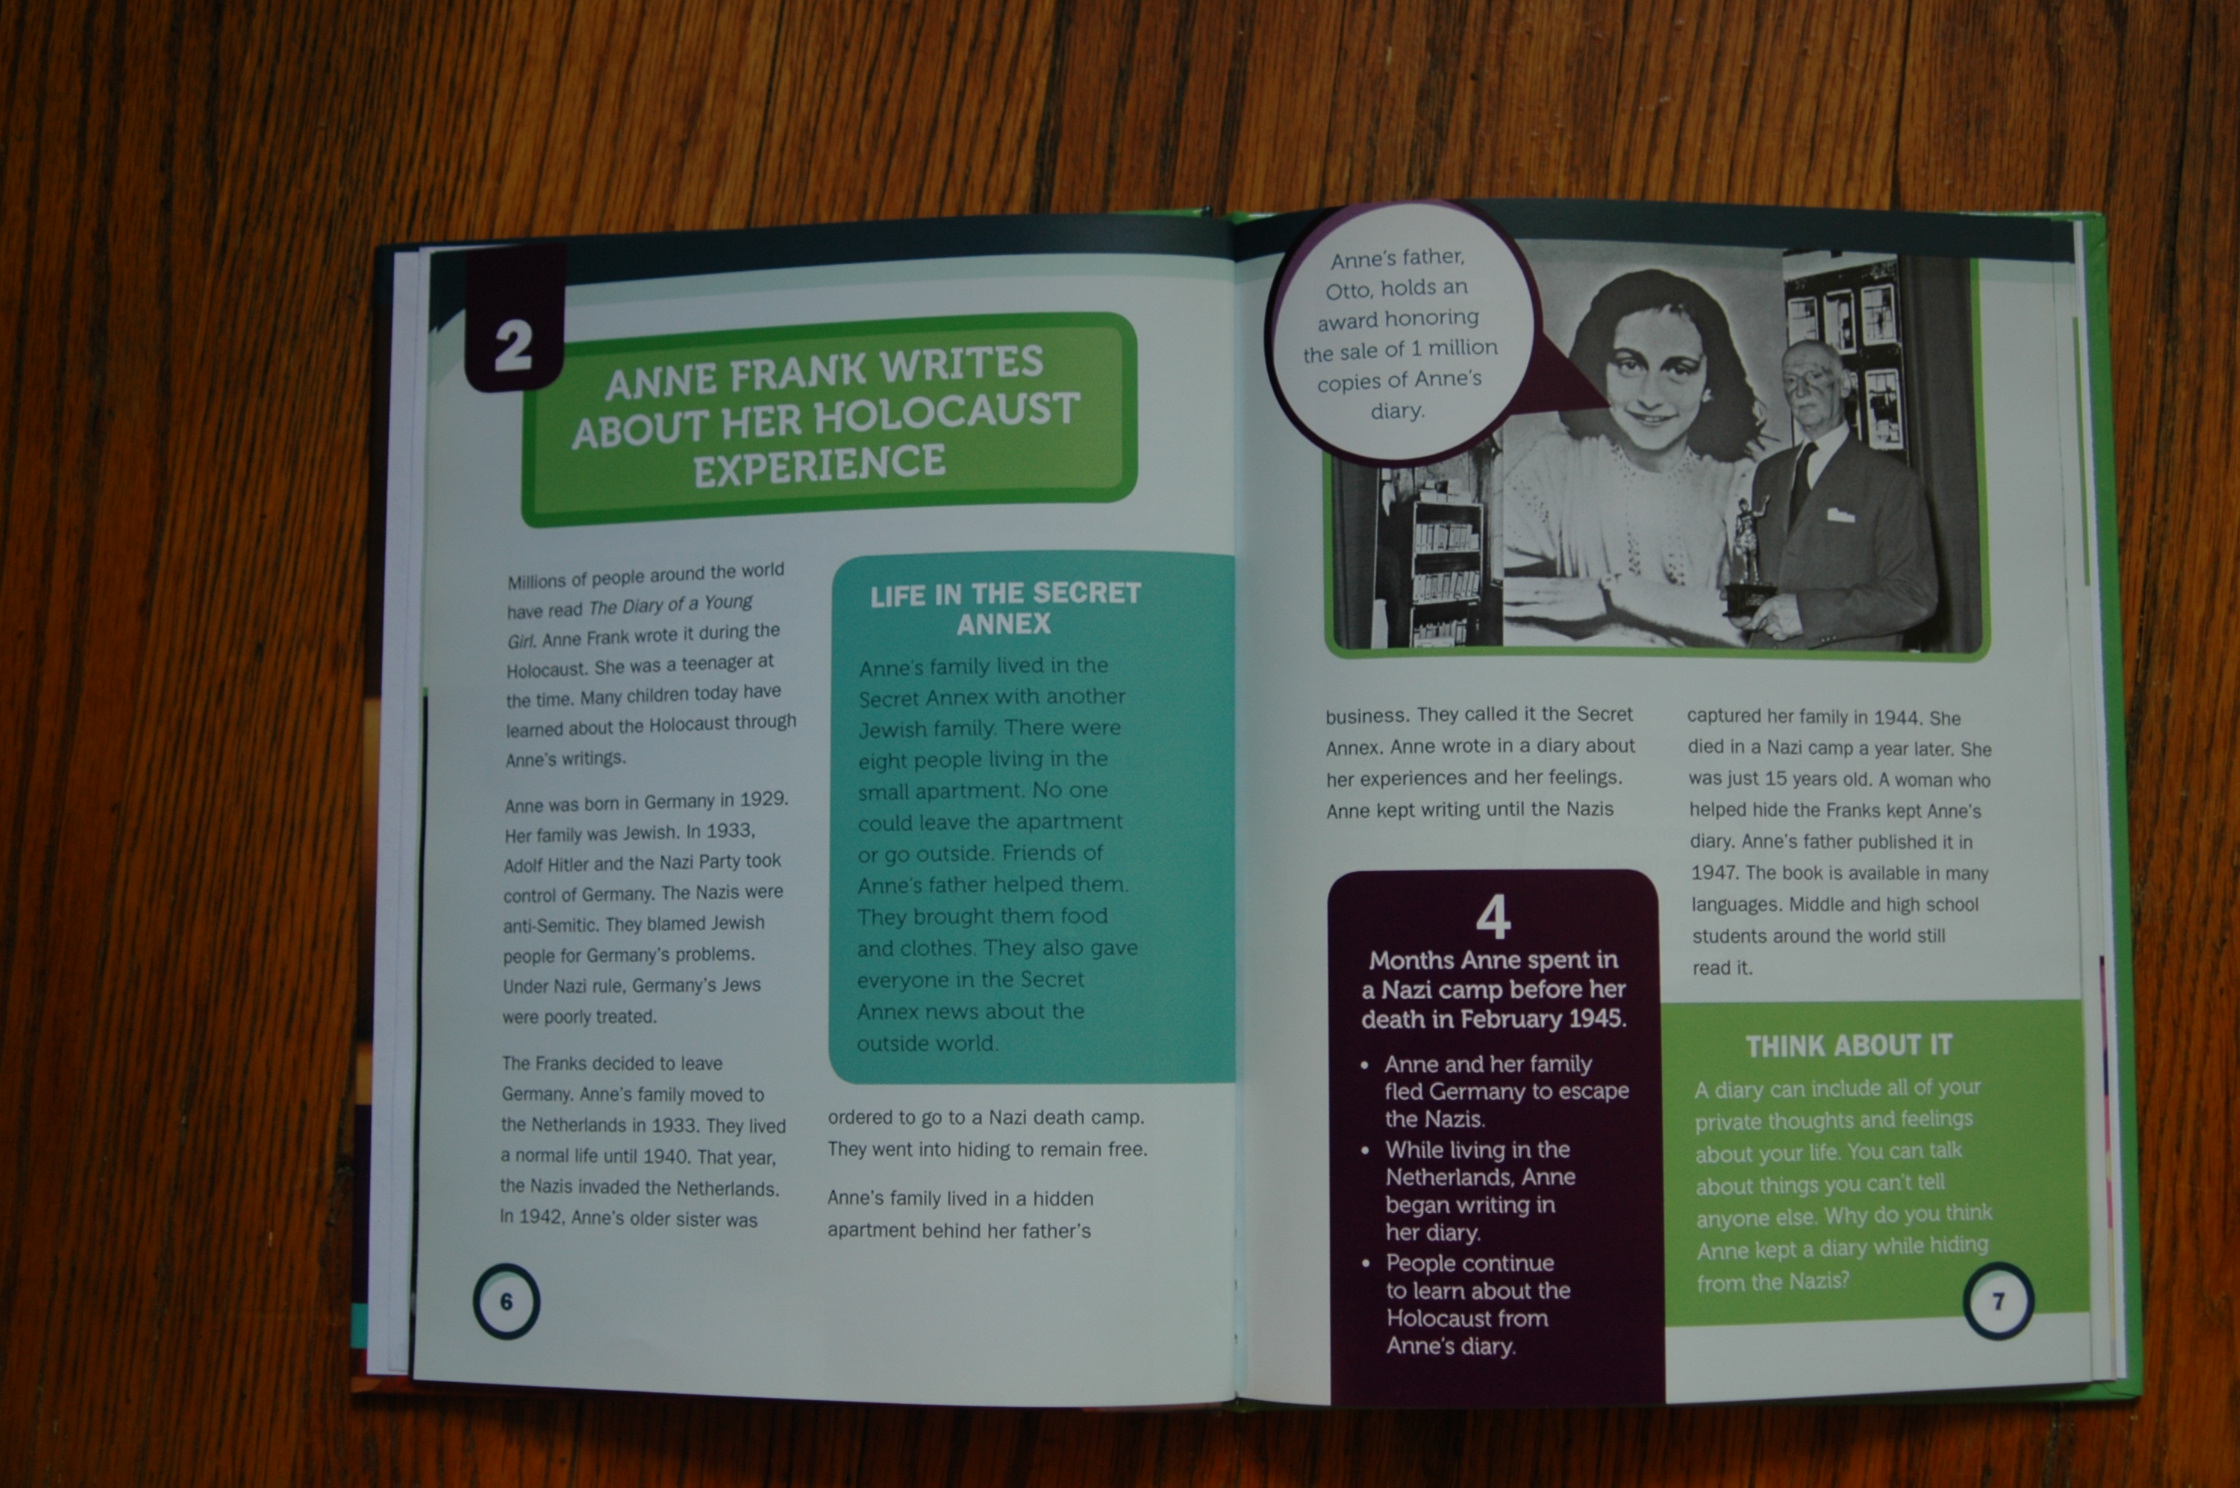 2
ANNE FRANK WRITES
ABOUT HER HOLOCAUST
EXPERIENCE
Millions of people around the world
have read The Diary of a Young
Girl. Anne Frank wrote it during the
Holocaust. She was a teenager at
the time. Many children today have
learned about the Holocaust through
Anne's writings.
Anne was born in Germany in 1929.
Her family was Jewish. In 1933,
Adolf Hitler and the Nazi Party took
control of Germany. The Nazis were
anti-Semitic. They blamed Jewish
people for Germany's problems.
Under Nazi rule, Germany's Jews
were poorly treated.
The Franks decided to leave
Germany. Anne's family moved to
the Netherlands in 1933. They lived
a normal life until 1940. That year,
the Nazis invaded the Netherlands.
In 1942, Anne's older sister was
LIFE IN THE SECRET
ANNEX
Anne's family lived in the
Secret Annex with another
Jewish family. There were
eight people living in the
small apartment. No one
could leave the apartment
or go outside. Friends of
Anne's father helped them.
They brought them food
and clothes. They also gave
everyone in the Secret
Annex news about the
outside world.
ordered to go to a Nazi death camp.
They went into hiding to remain free.
Anne's family lived in a hidden
apartment behind her father's
6
Anne's father,
Otto, holds an
award honoring
the sale of 1 million
copies of Anne's
diary.
business. They called it the Secret
Annex. Anne wrote in a diary about
her experiences and her feelings.
Anne kept writing until the Nazis
captured her family in 1944. She
died in a Nazi camp a year later. She
was just 15 years old. A woman who
helped hide the Franks kept Anne's
diary. Anne's father published it in
1947. The book is available in many
languages. Middle and high school
students around the world still
read it.
4
Months Anne spent in
a Nazi camp before her
death in February 1945.
• Anne and her family
fled Germany to escape
the Nazis.
• While living in the
Netherlands, Anne
began writing in
her diary.
• People continue
to learn about the
Holocaust from
Anne's diary.
THINK ABOUT IT
A diary can include all of your
private thoughts and feelings
about your life. You can talk
about things you can't tell
anyone else. Why do you think
Anne kept a diary while hiding
from the Nazis?
7